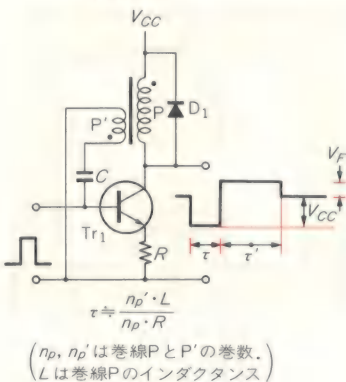 V_CC
P'
P
D₁
C
Tr₁
R
V_F
V_CC
τ
τ'
τ≒n_p'・L/n_p・R
(n_p, n_p'は巻線PとP'の巻数.
Lは巻線Pのインダクタンス)